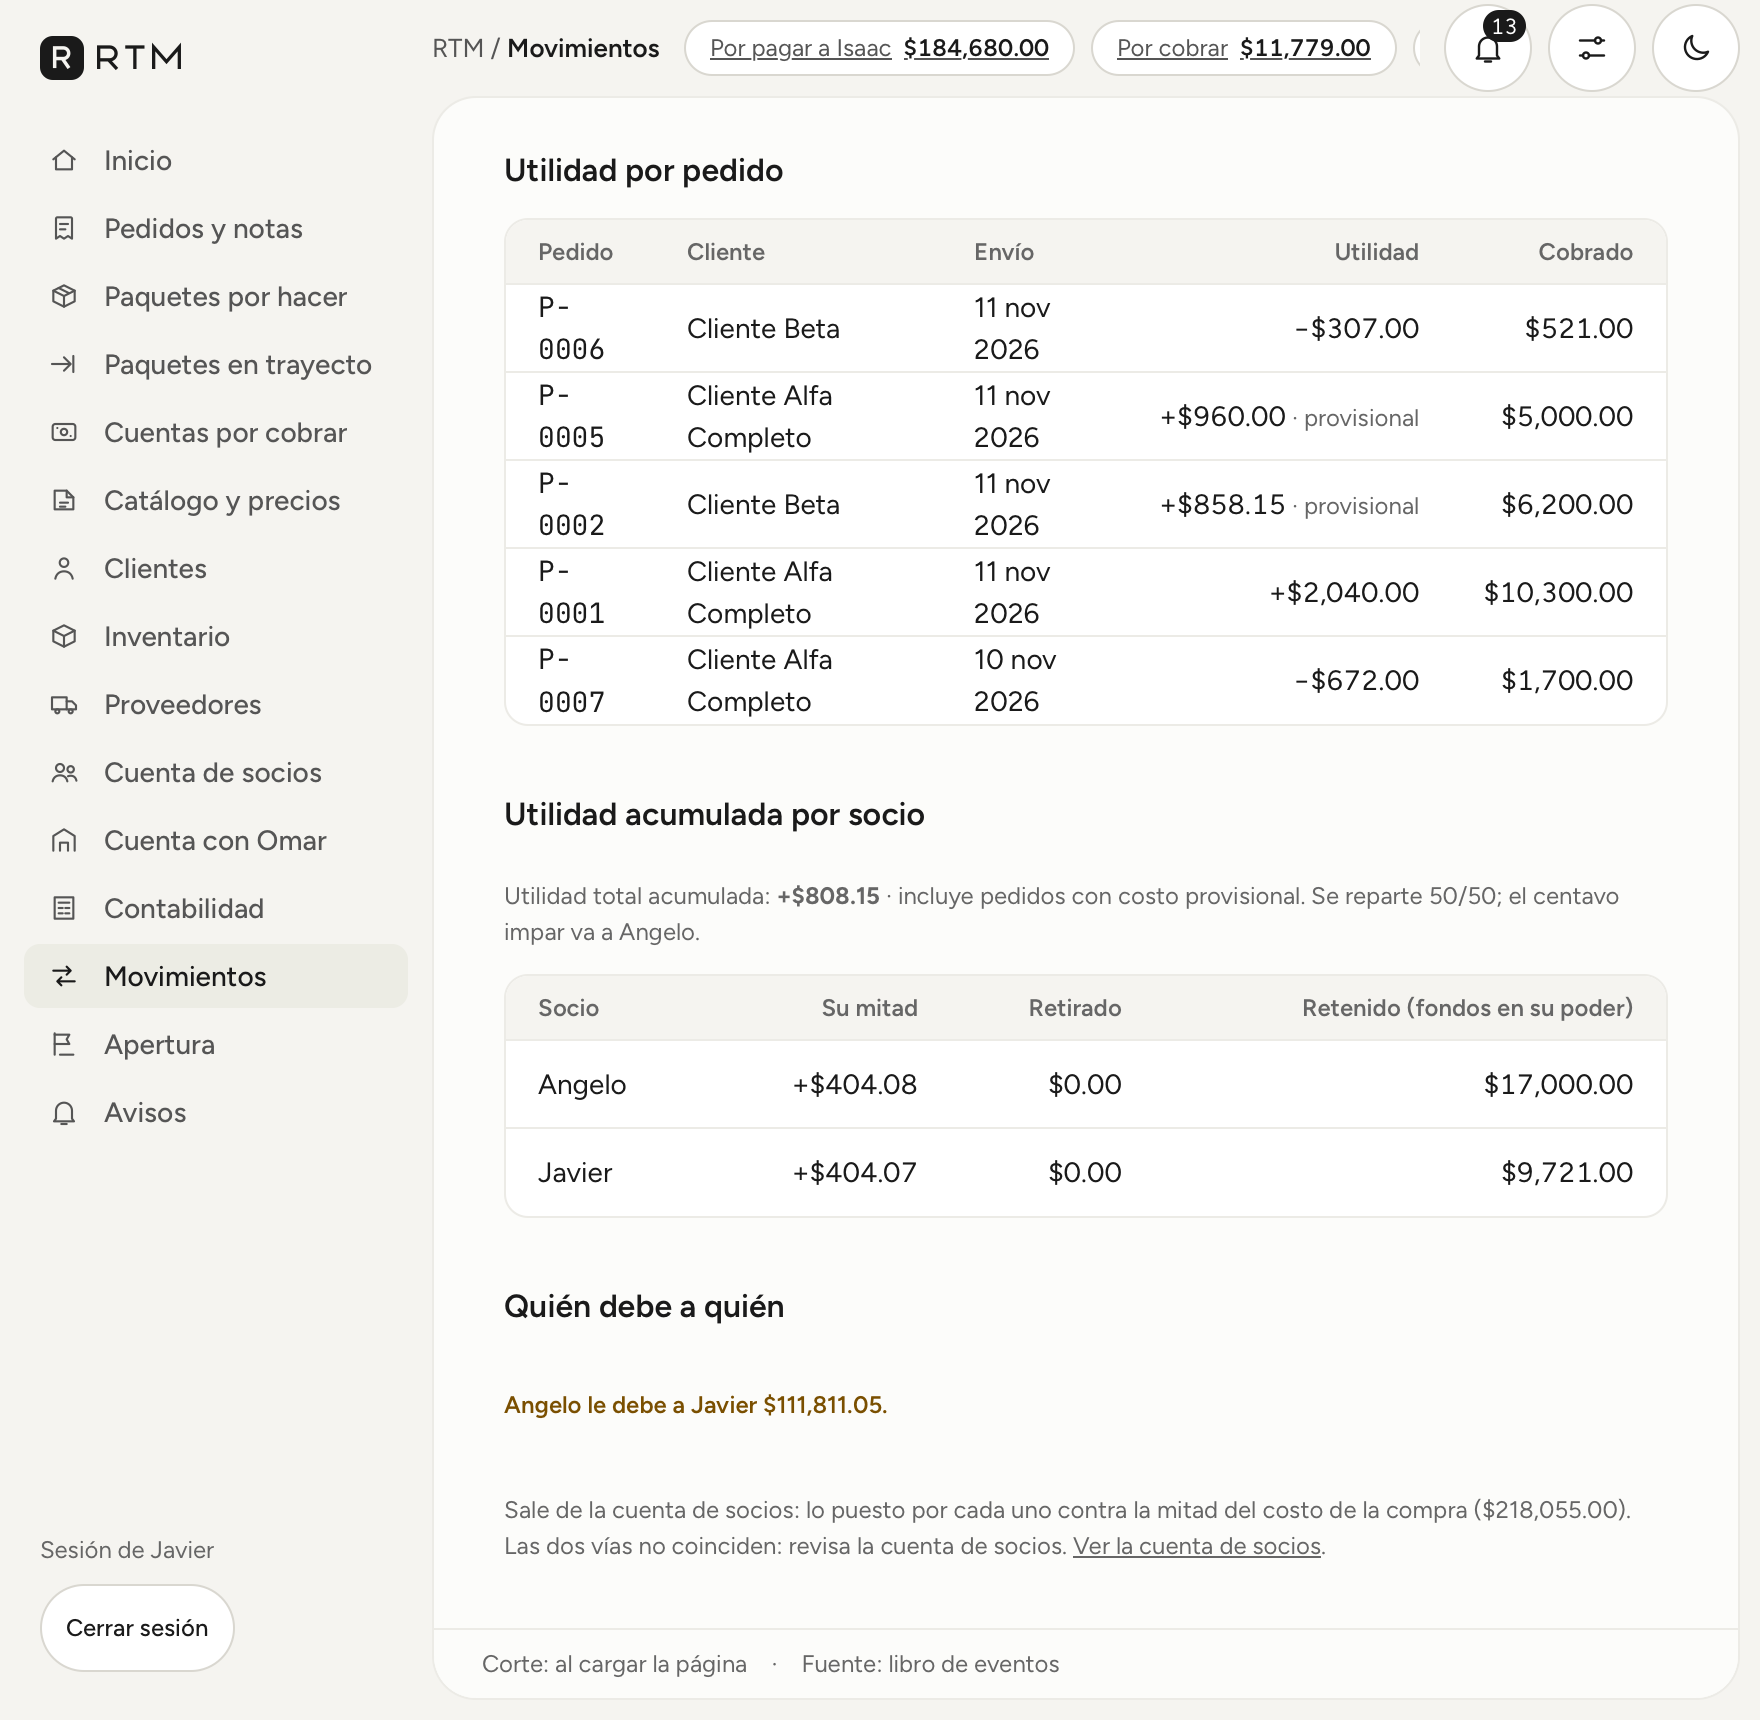 R RTM
Inicio
Pedidos y notas
Paquetes por hacer
Paquetes en trayecto
Cuentas por cobrar
Catálogo y precios
Clientes
Inventario
Proveedores
Cuenta de socios
Cuenta con Omar
Contabilidad
Movimientos
Apertura
Avisos
Sesión de Javier
Cerrar sesión
RTM / Movimientos
Por pagar a Isaac $184,680.00
Por cobrar $11,779.00
13
Utilidad por pedido
Pedido Cliente Envío Utilidad Cobrado
P-0006 Cliente Beta 11 nov 2026 -$307.00 $521.00
P-0005 Cliente Alfa Completo 11 nov 2026 +$960.00 · provisional $5,000.00
P-0002 Cliente Beta 11 nov 2026 +$858.15 · provisional $6,200.00
P-0001 Cliente Alfa Completo 11 nov 2026 +$2,040.00 $10,300.00
P-0007 Cliente Alfa Completo 10 nov 2026 -$672.00 $1,700.00
Utilidad acumulada por socio
Utilidad total acumulada: +$808.15 · incluye pedidos con costo provisional. Se reparte 50/50; el centavo
impar va a Angelo.
Socio Su mitad Retirado Retenido (fondos en su poder)
Angelo +$404.08 $0.00 $17,000.00
Javier +$404.07 $0.00 $9,721.00
Quién debe a quién
Angelo le debe a Javier $111,811.05.
Sale de la cuenta de socios: lo puesto por cada uno contra la mitad del costo de la compra ($218,055.00).
Las dos vías no coinciden: revisa la cuenta de socios. Ver la cuenta de socios.
Corte: al cargar la página · Fuente: libro de eventos